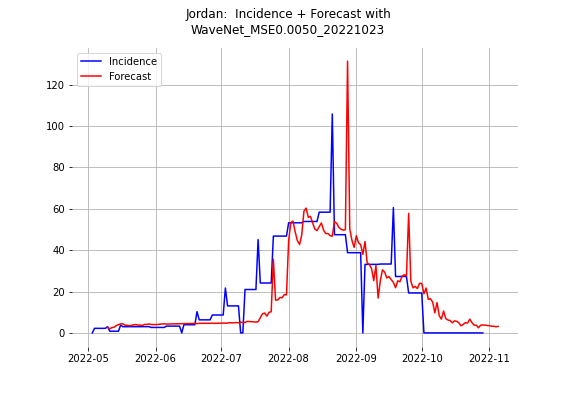 Jordan:  Incidence + Forecast with
WaveNet_MSE0.0050_20221023
Incidence
Forecast
120
100
80
60
40
20
0
2022-05 2022-06 2022-07 2022-08 2022-09 2022-10 2022-11